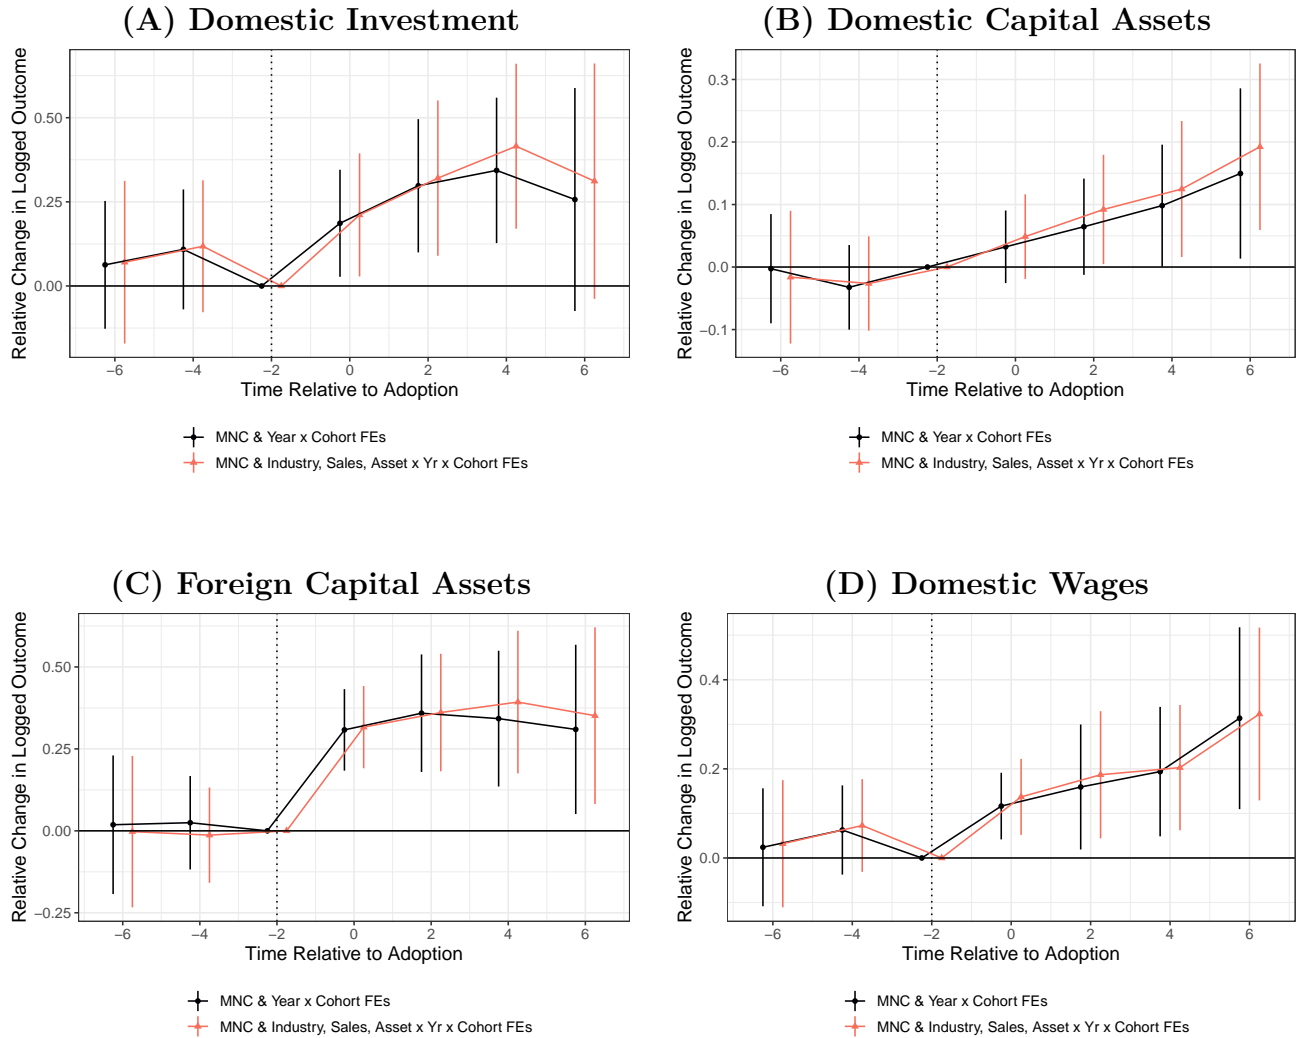 (A) Domestic Investment
Relative Change in Logged Outcome
0.50
0.25
0.00
−6 −4 −2 0 2 4 6
Time Relative to Adoption
MNC & Year x Cohort FEs
MNC & Industry, Sales, Asset x Yr x Cohort FEs
(B) Domestic Capital Assets
Relative Change in Logged Outcome
0.3
0.2
0.1
0.0
−0.1
−6 −4 −2 0 2 4 6
Time Relative to Adoption
MNC & Year x Cohort FEs
MNC & Industry, Sales, Asset x Yr x Cohort FEs
(C) Foreign Capital Assets
Relative Change in Logged Outcome
0.50
0.25
0.00
−0.25
−6 −4 −2 0 2 4 6
Time Relative to Adoption
MNC & Year x Cohort FEs
MNC & Industry, Sales, Asset x Yr x Cohort FEs
(D) Domestic Wages
Relative Change in Logged Outcome
0.4
0.2
0.0
−6 −4 −2 0 2 4 6
Time Relative to Adoption
MNC & Year x Cohort FEs
MNC & Industry, Sales, Asset x Yr x Cohort FEs